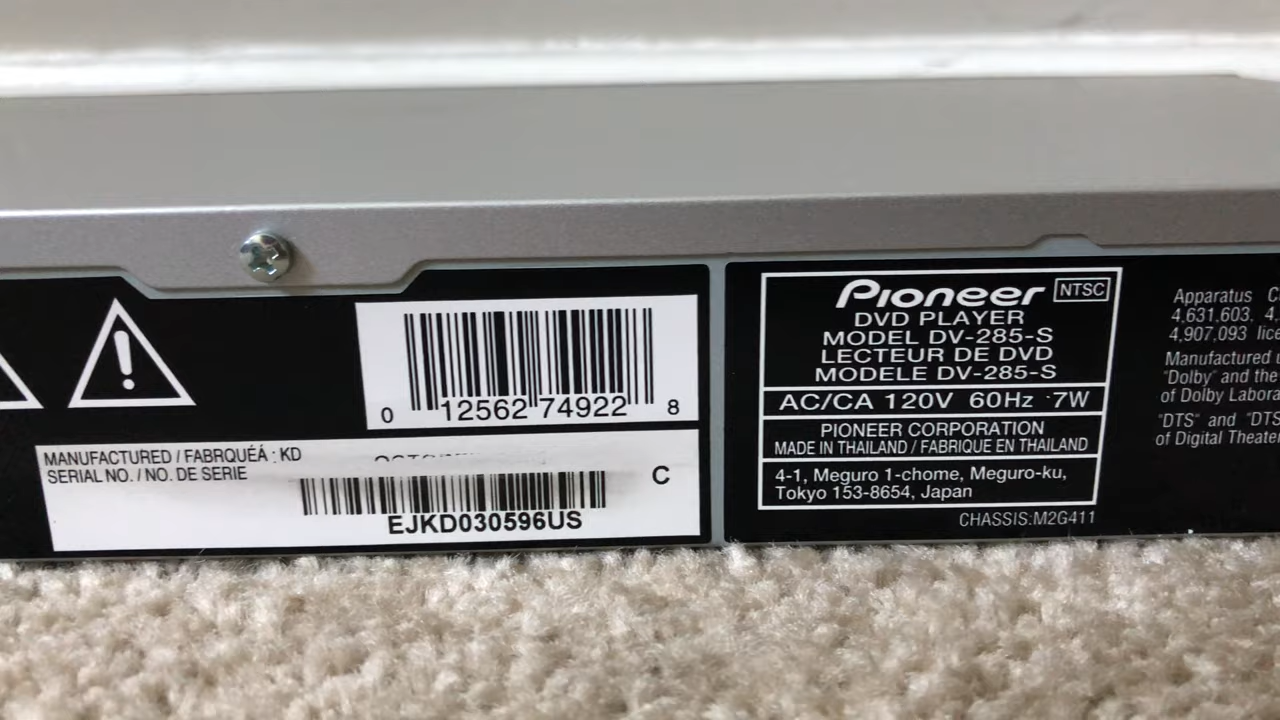 0 12562 74922 8
MANUFACTURED / FABRQUÉÁ : KD
SERIAL NO. / NO. DE SERIE
C
EJKD030596US
Pioneer NTSC
DVD PLAYER
MODEL DV-285-S
LECTEUR DE DVD
MODELE DV-285-S
AC/CA 120V 60Hz 7W
PIONEER CORPORATION
MADE IN THAILAND / FABRIQUE EN THAILAND
4-1, Meguro 1-chome, Meguro-ku,
Tokyo 153-8654, Japan
CHASSIS:M2G411
Apparatus
4,631,603,
4,907,093
Manufactured
"Dolby" and the
of Dolby
"DTS" and
of Digital